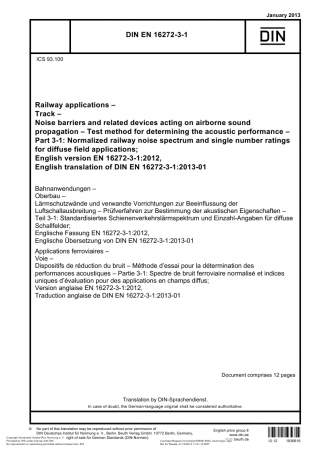 January 2013
DIN EN 16272-3-1
DIN
ICS 93.100
Railway applications –
Track –
Noise barriers and related devices acting on airborne sound
propagation – Test method for determining the acoustic performance –
Part 3-1: Normalized railway noise spectrum and single number ratings
for diffuse field applications;
English version EN 16272-3-1:2012,
English translation of DIN EN 16272-3-1:2013-01
Bahnanwendungen –
Oberbau –
Lärmschutzwände und verwandte Vorrichtungen zur Beeinflussung der
Luftschallausbreitung – Prüfverfahren zur Bestimmung der akustischen Eigenschaften –
Teil 3-1: Standardisiertes Schienenverkehrslärmspektrum und Einzahl-Angaben für diffuse
Schallfelder;
Englische Fassung EN 16272-3-1:2012,
Englische Übersetzung von DIN EN 16272-3-1:2013-01
Applications ferroviaires –
Voie –
Dispositifs de réduction du bruit – Méthode d'essai pour la détermination des
performances acoustiques – Partie 3-1: Spectre de bruit ferroviaire normalisé et indices
uniques d'évaluation pour des applications en champs diffus;
Version anglaise EN 16272-3-1:2012,
Traduction anglaise de DIN EN 16272-3-1:2013-01
Document comprises 12 pages
Translation by DIN-Sprachendienst.
In case of doubt, the German-language original shall be considered authoritative.
No part of this translation may be reproduced without prior permission of
DIN Deutsches Institut für Normung e. V., Berlin. Beuth Verlag GmbH, 10772 Berlin, Germany,
right of sale for German Standards (DIN-Normen).
English price group 9
www.din.de
www.beuth.de
12.12